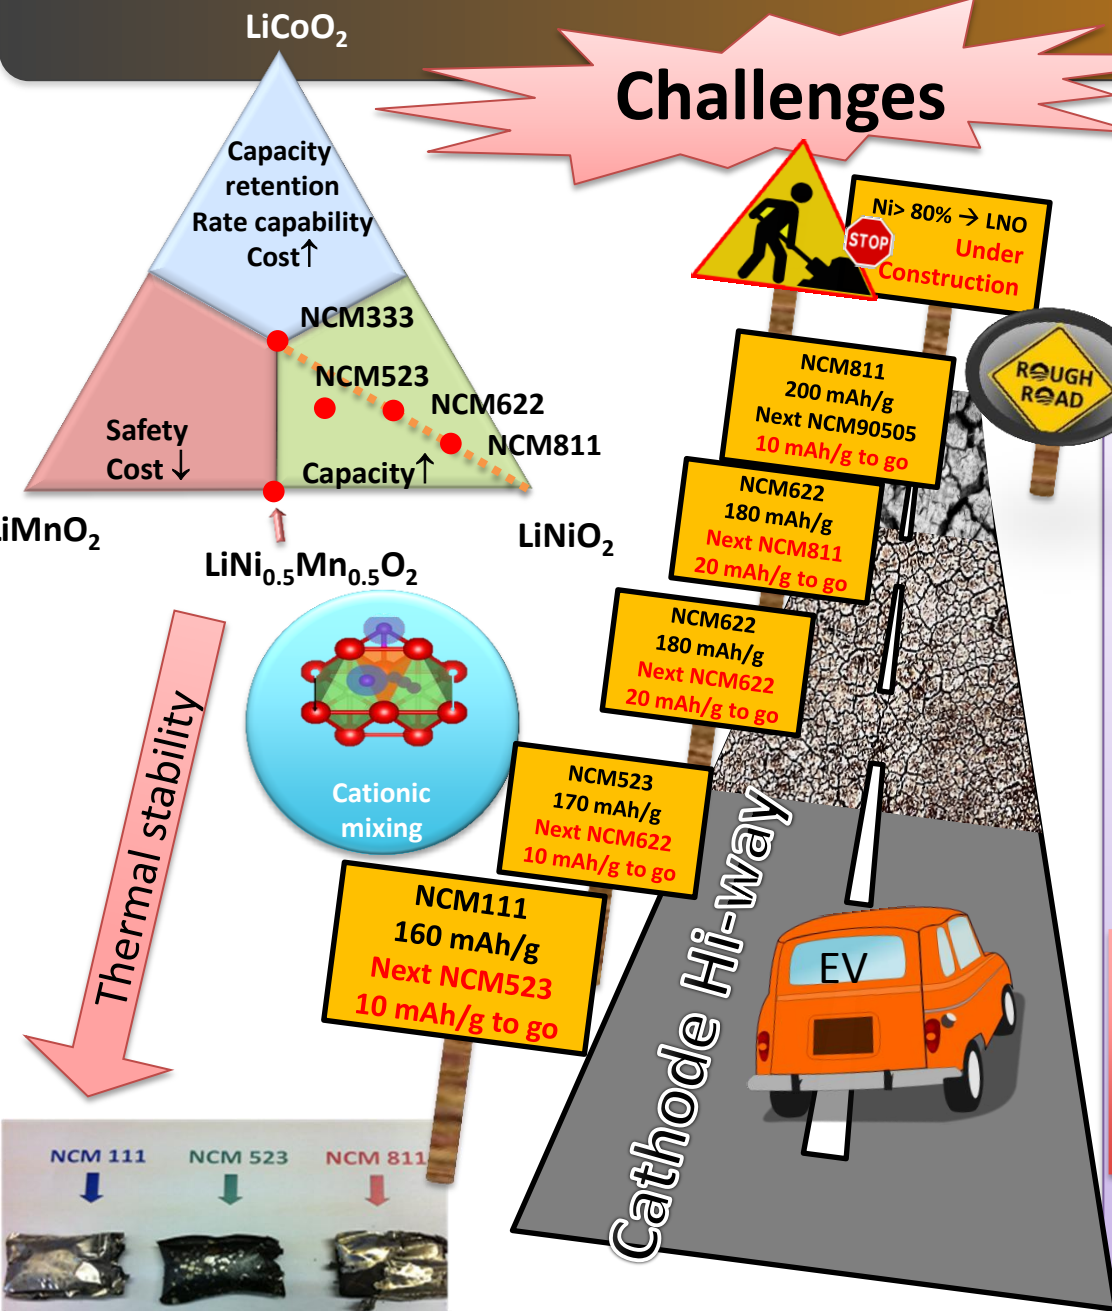 LiCoO₂
Challenges
Capacity
retention
Rate capability
Cost↑
NCM333
NCM523
NCM622
NCM811
Safety
Cost ↓
Capacity↑
LiMnO₂
LiNiO₂
LiNi₀.₅Mn₀.₅O₂
Cationic
mixing
Thermal stability
NCM 111
NCM 523
NCM 811
Ni> 80% → LNO
Under
Construction
STOP
ROUGH
ROAD
NCM811
200 mAh/g
Next NCM90505
10 mAh/g to go
NCM622
180 mAh/g
Next NCM811
20 mAh/g to go
NCM622
180 mAh/g
Next NCM622
20 mAh/g to go
NCM523
170 mAh/g
Next NCM622
10 mAh/g to go
NCM111
160 mAh/g
Next NCM523
10 mAh/g to go
Cathode Hi-way
EV